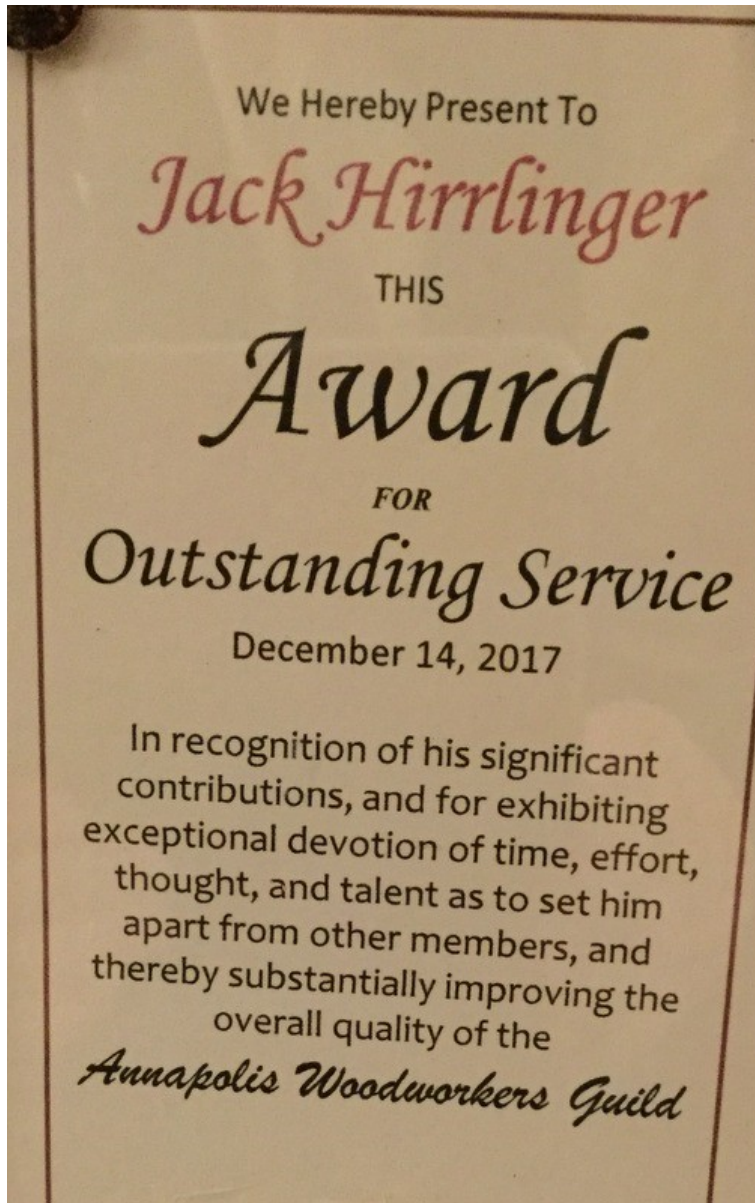 We Hereby Present To
Jack Hirrlinger
THIS
Award
FOR
Outstanding Service
December 14, 2017
In recognition of his significant
contributions, and for exhibiting
exceptional devotion of time, effort,
thought, and talent as to set him
apart from other members, and
thereby substantially improving the
overall quality of the
Annapolis Woodworkers Guild